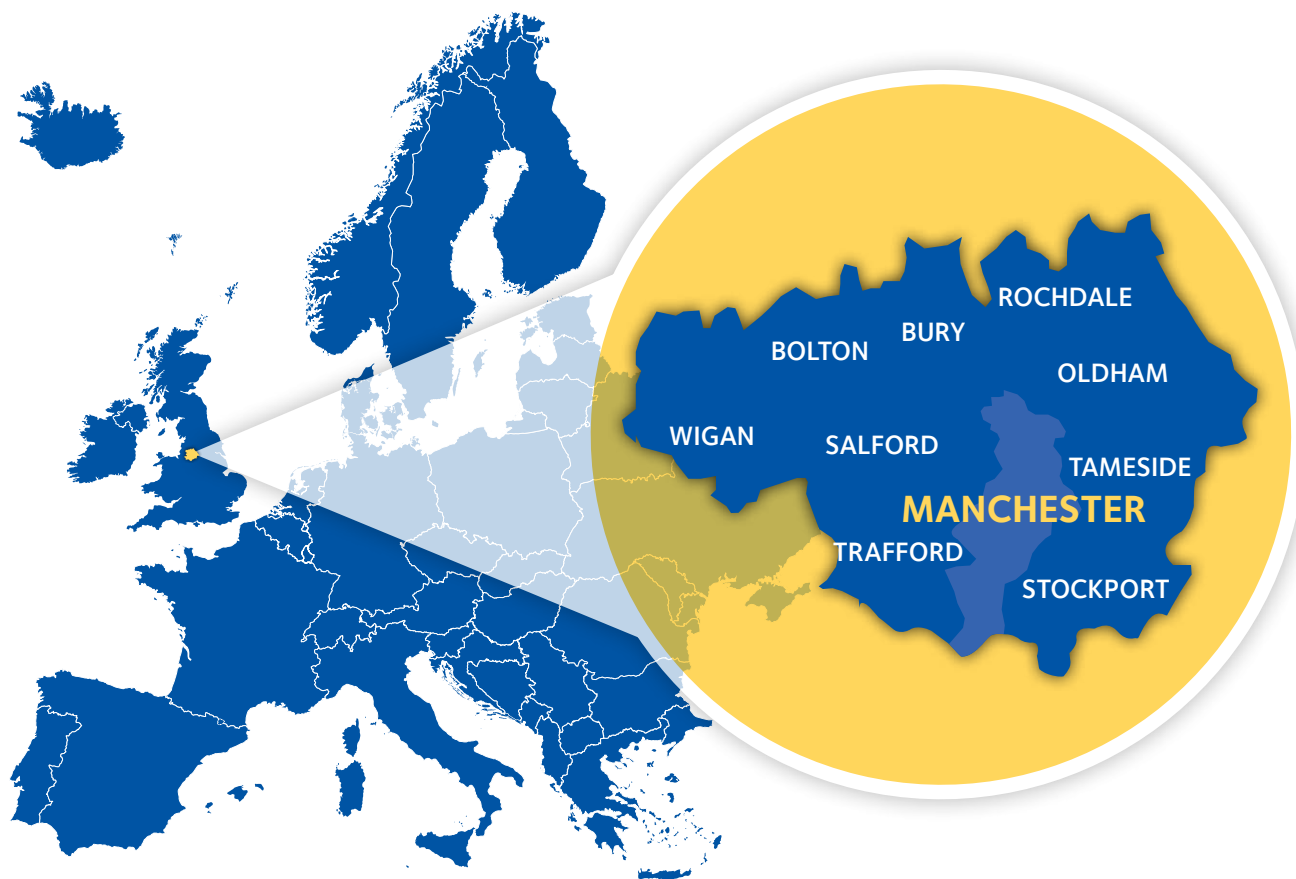 ROCHDALE
BURY
BOLTON
OLDHAM
WIGAN
SALFORD
TAMESIDE
MANCHESTER
TRAFFORD
STOCKPORT